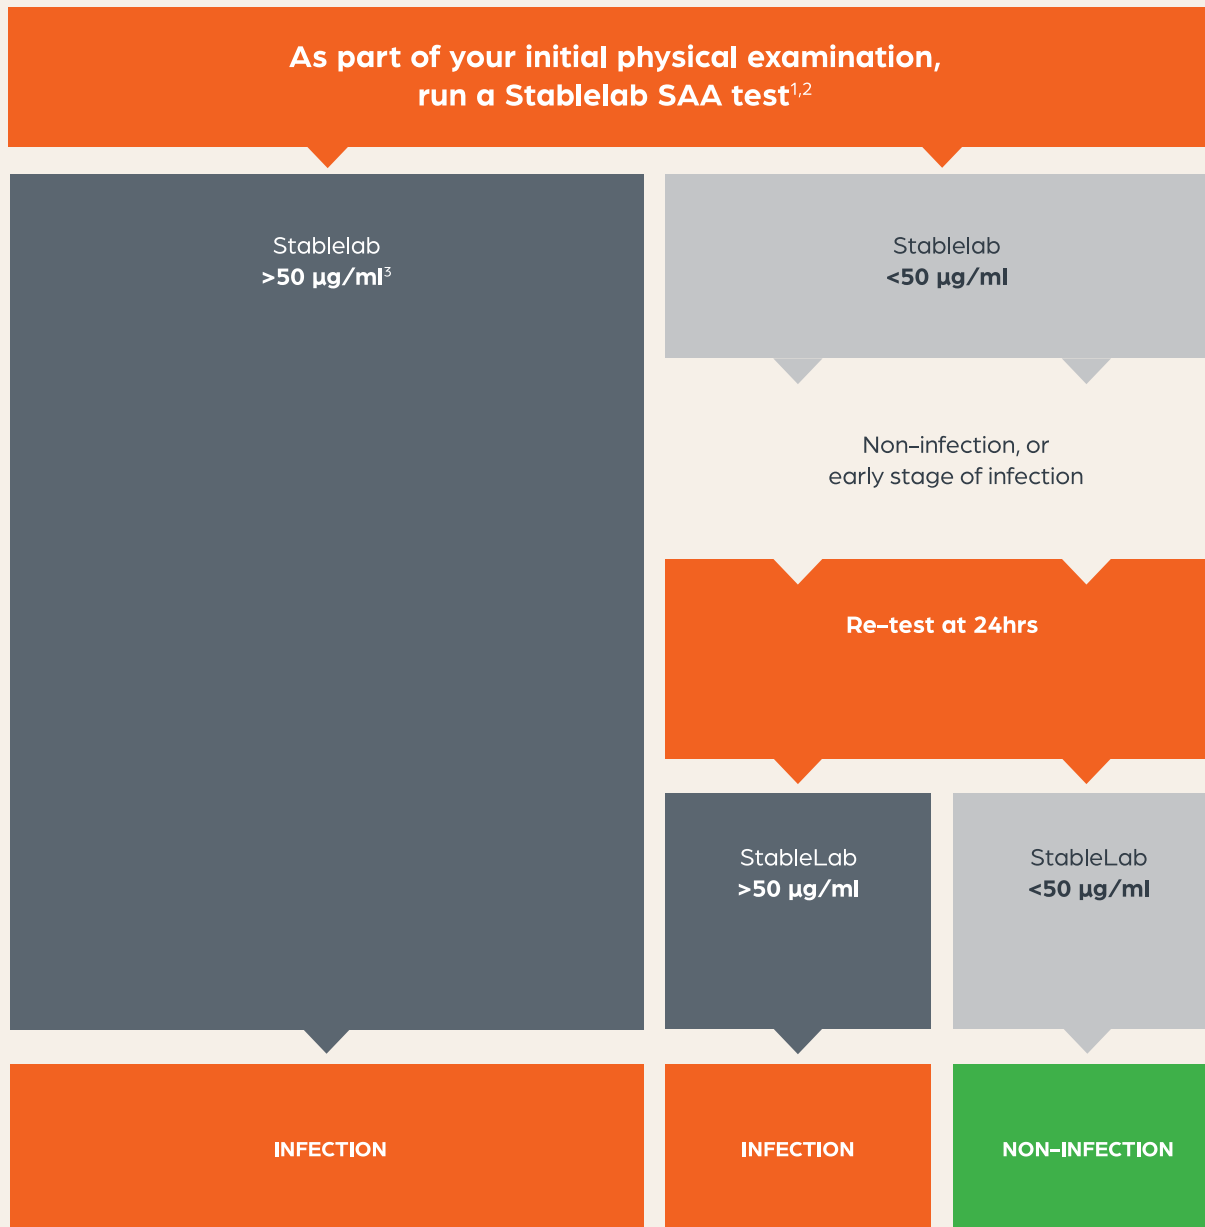 As part of your initial physical examination,
run a Stablelab SAA test1,2
Stablelab
>50 μg/ml3
Stablelab
<50 μg/ml
Non-infection, or
early stage of infection
Re-test at 24hrs
StableLab
>50 μg/ml
StableLab
<50 μg/ml
INFECTION
INFECTION
NON-INFECTION